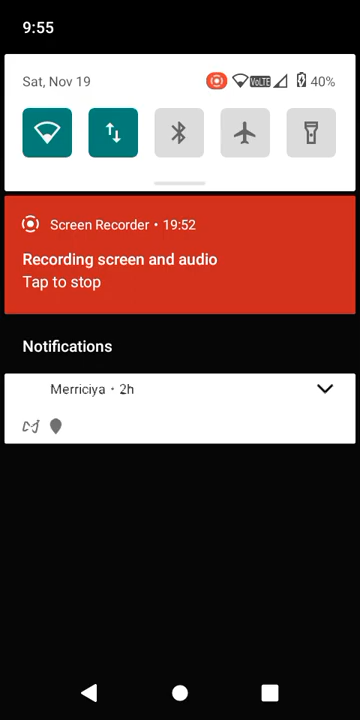 9:55
Sat, Nov 19
VoLTE
40%
Screen Recorder • 19:52
Recording screen and audio
Tap to stop
Notifications
Merriciya • 2h